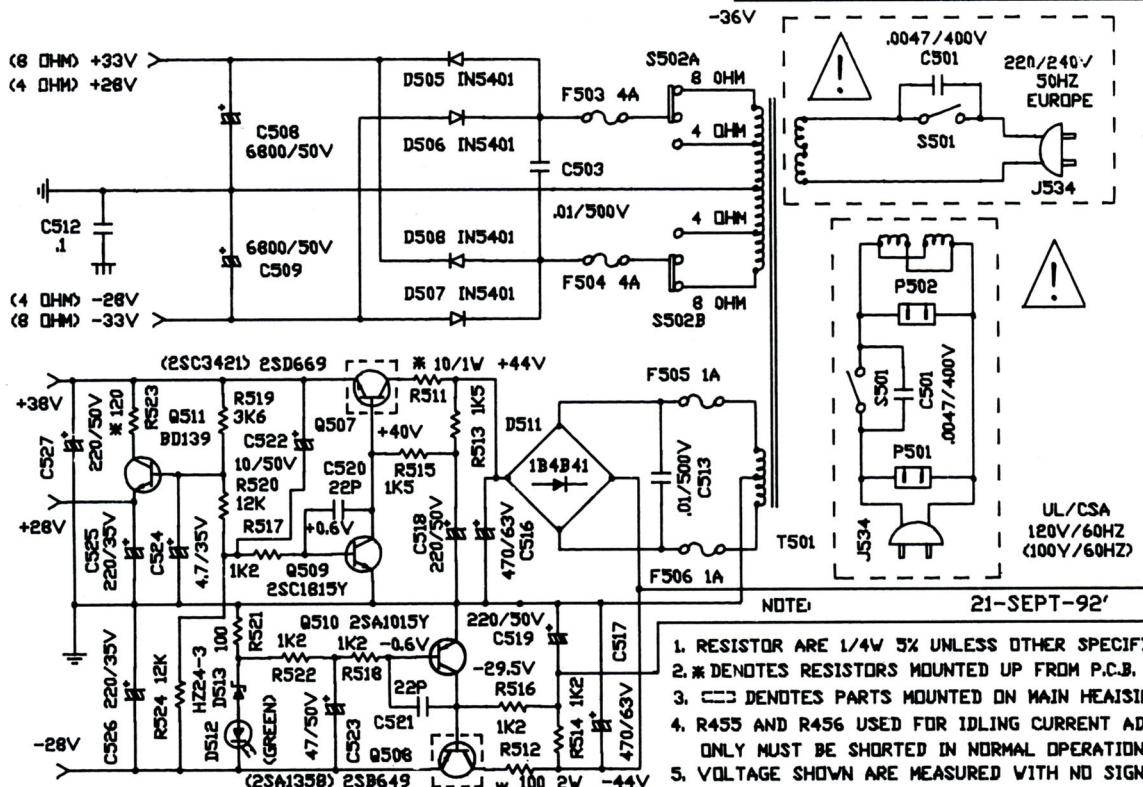 -36V
(8 OHM) +33V
(4 OHM) +28V
C508
6800/50V
D505 IN5401
D506 IN5401
F503 4A
S502A
8 OHM
4 OHM
C503
.01/500V
C512
.1
6800/50V
C509
D508 IN5401
D507 IN5401
F504 4A
4 OHM
8 OHM
S502B
(4 OHM) -28V
(8 OHM) -33V
.0047/400V
C501
220/240V
50HZ
EUROPE
S501
J534
P502
S501
C501
.0047/400V
P501
J534
UL/CSA
120V/60HZ
(100V/60HZ)
(2SC3421) 2SD669
* 10/1W
+44V
R511
+38V
C527
220/50V
* 120
R523
Q511
BD139
R519
3K6
C522
10/50V
Q507
+40V
R515
1K5
R513
1K5
D511
1B4B41
F505 1A
.01/500V
C513
F506 1A
T501
+28V
C525
220/35V
C524
4.7/35V
R520
12K
R517
1K2
C520
22P
+0.6V
Q509
2SC1815Y
C518
220/50V
470/63V
C516
C526
220/35V
R524
12K
HZ24-3
D513
100
R521
D512
(GREEN)
Q510 2SA1015Y
1K2
R522
1K2
R518
-0.6V
47/50V
C523
22P
C521
-29.5V
R516
1K2
220/50V
C519
C517
470/63V
R514
1K2
Q508
R512
* 100 2W
-44V
-28V
(2SA1358) 2SB649
NOTE:
21-SEPT-92'
1. RESISTOR ARE 1/4W 5% UNLESS OTHER SPECIFI
2. * DENOTES RESISTORS MOUNTED UP FROM P.C.B.
3. DENOTES PARTS MOUNTED ON MAIN HEAISI
4. R455 AND R456 USED FOR IDLING CURRENT AD
ONLY MUST BE SHORTED IN NORMAL OPERATION
5. VOLTAGE SHOWN ARE MEASURED WITH NO SIGN